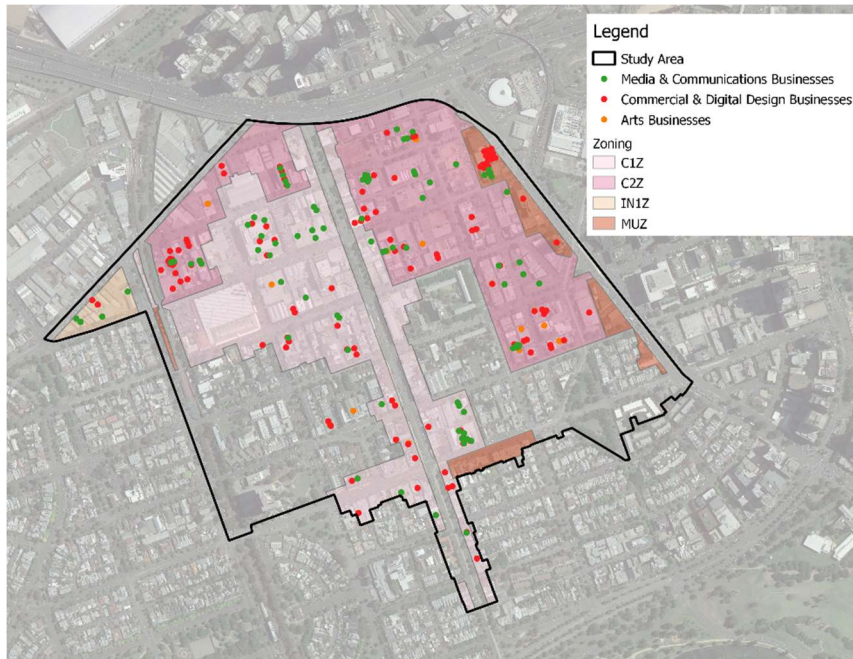 Legend
Study Area
Media & Communications Businesses
Commercial & Digital Design Businesses
Arts Businesses
Zoning
C1Z
C2Z
IN1Z
MUZ